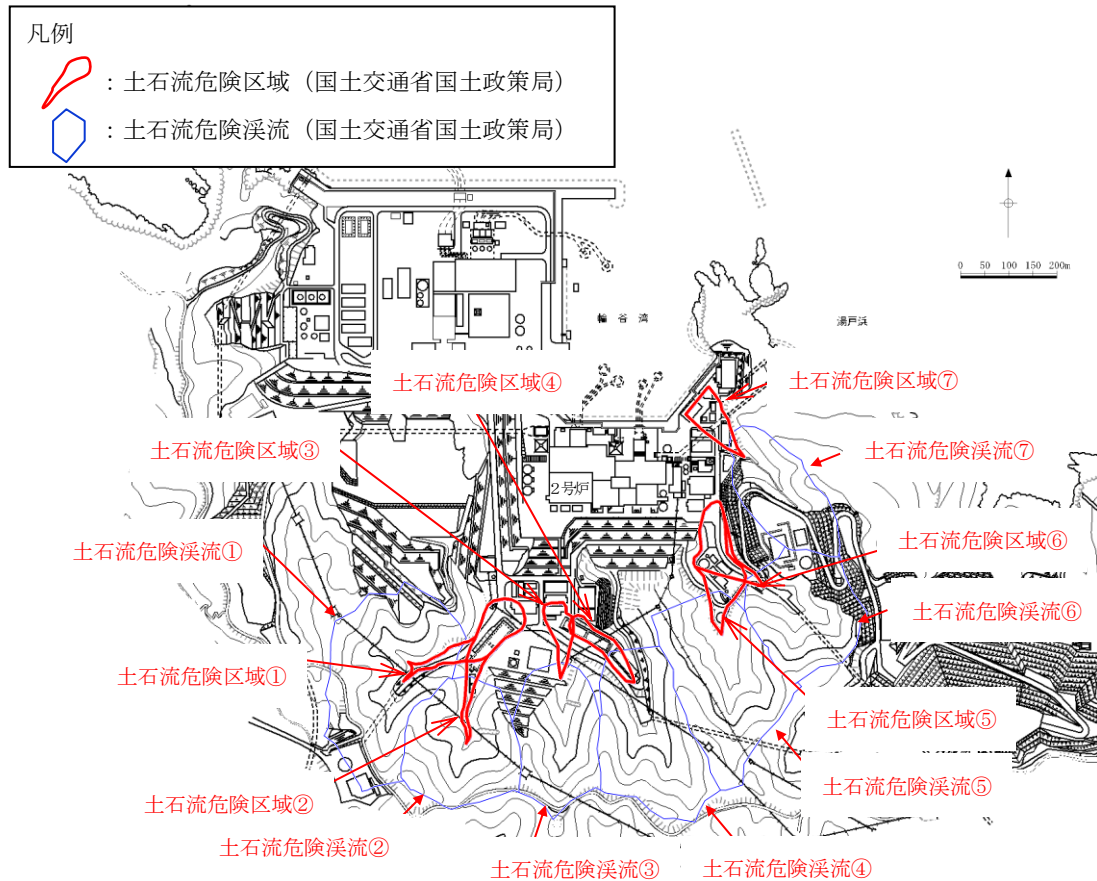 凡例
：土石流危険区域（国土交通省国土政策局）
：土石流危険渓流（国土交通省国土政策局）
0 50 100 150 200m
輪谷湾
湯戸浜
土石流危険区域④
土石流危険区域⑦
土石流危険区域③
土石流危険渓流⑦
2号炉
土石流危険渓流①
土石流危険区域⑥
土石流危険渓流⑥
土石流危険区域①
土石流危険区域⑤
土石流危険渓流⑤
土石流危険区域②
土石流危険渓流②
土石流危険渓流③
土石流危険渓流④